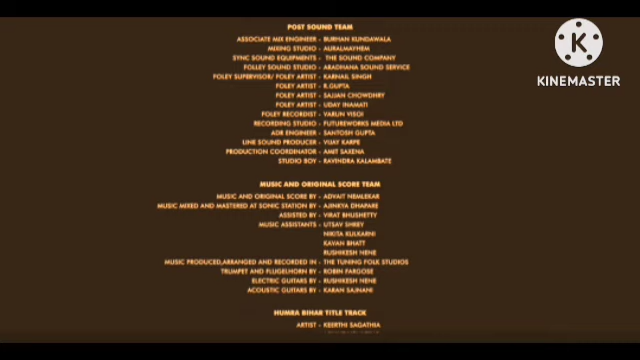 POST SOUND TEAM
ASSOCIATE MIX ENGINEER - BURHAN KUNDAWALA
MIXING STUDIO - AURALMAYHEM
SYNC SOUND EQUIPMENTS - THE SOUND COMPANY
FOLLEY SOUND STUDIO - ARADHANA SOUND SERVICE
FOLEY SUPERVISOR/ FOLEY ARTIST - KARNAIL SINGH
FOLEY ARTIST - R.GUPTA
FOLEY ARTIST - SAJJAN CHOWDHRY
FOLEY ARTIST - UDAY INAMATI
FOLEY RECORDIST - VARUN VISOI
RECORDING STUDIO - FUTUREWORKS MEDIA LTD
ADR ENGINEER - SANTOSH GUPTA
LINE SOUND PRODUCER - VIJAY KARPE
PRODUCTION COORDINATOR - AMIT SAXENA
STUDIO BOY - RAVINDRA KALAMBATE
MUSIC AND ORIGINAL SCORE TEAM
MUSIC AND ORIGINAL SCORE BY - ADVAIT NEMLEKAR
MUSIC MIXED AND MASTERED AT SONIC STATION BY - AJINKYA DHAPARE
ASSISTED BY - VIRAT BHUSHETTY
MUSIC ASSISTANTS - UTSAV SHREY
NIKITA KULKARNI
KAVAN BHATT
RUSHIKESH NENE
MUSIC PRODUCED,ARRANGED AND RECORDED IN - THE TUNING FOLK STUDIOS
TRUMPET AND FLUGELHORN BY - ROBIN FARGOSE
ELECTRIC GUITARS BY - RUSHIKESH NENE
ACOUSTIC GUITARS BY - KARAN SAJNANI
HUMRA BIHAR TITLE TRACK
ARTIST - KEERTHI SAGATHIA
K
KINEMASTER